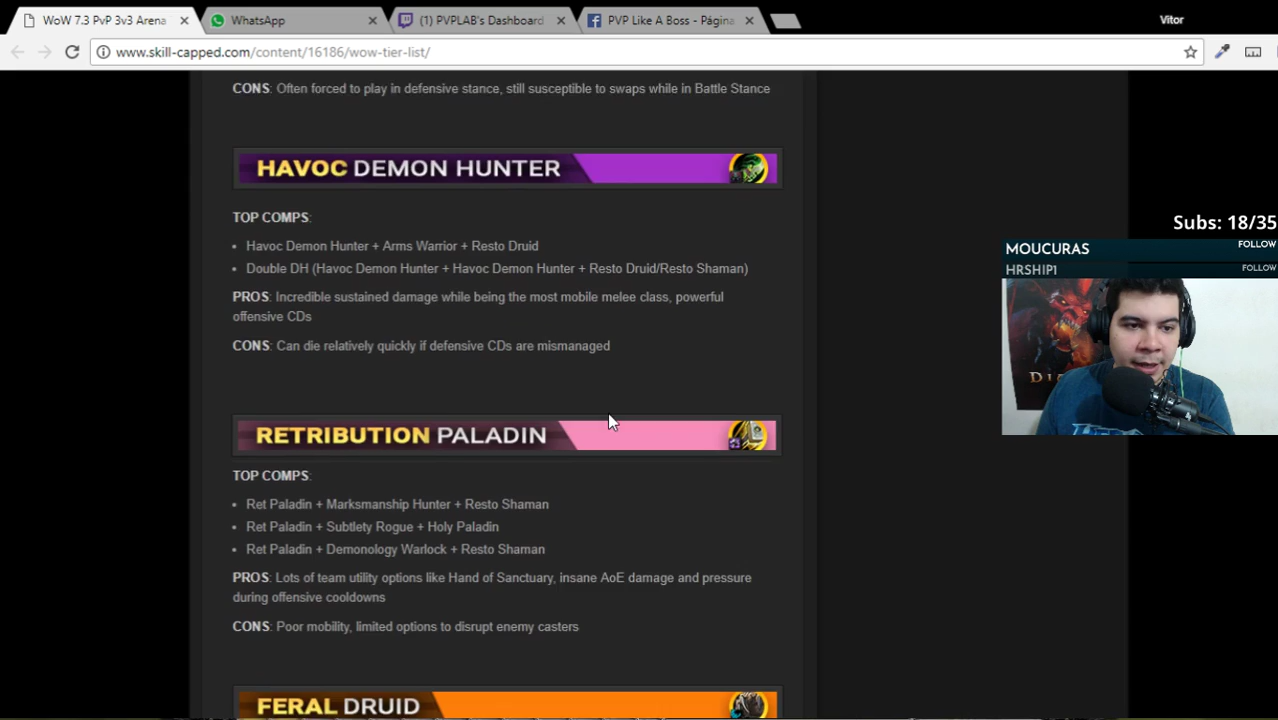 WoW 7.3 PvP 3v3 Arena
WhatsApp
(1) PVPLAB's Dashboard
PVP Like A Boss - Página
Vitor
www.skill-capped.com/content/16186/wow-tier-list/
CONS: Often forced to play in defensive stance, still susceptible to swaps while in Battle Stance
HAVOC DEMON HUNTER
TOP COMPS:
Havoc Demon Hunter + Arms Warrior + Resto Druid
Double DH (Havoc Demon Hunter + Havoc Demon Hunter + Resto Druid/Resto Shaman)
PROS: Incredible sustained damage while being the most mobile melee class, powerful
offensive CDs
CONS: Can die relatively quickly if defensive CDs are mismanaged
RETRIBUTION PALADIN
TOP COMPS:
Ret Paladin + Marksmanship Hunter + Resto Shaman
Ret Paladin + Subtlety Rogue + Holy Paladin
Ret Paladin + Demonology Warlock + Resto Shaman
PROS: Lots of team utility options like Hand of Sanctuary, insane AoE damage and pressure
during offensive cooldowns
CONS: Poor mobility, limited options to disrupt enemy casters
FERAL DRUID
Subs: 18/35
MOUCURAS FOLLOW
HRSHIP1 FOLLOW